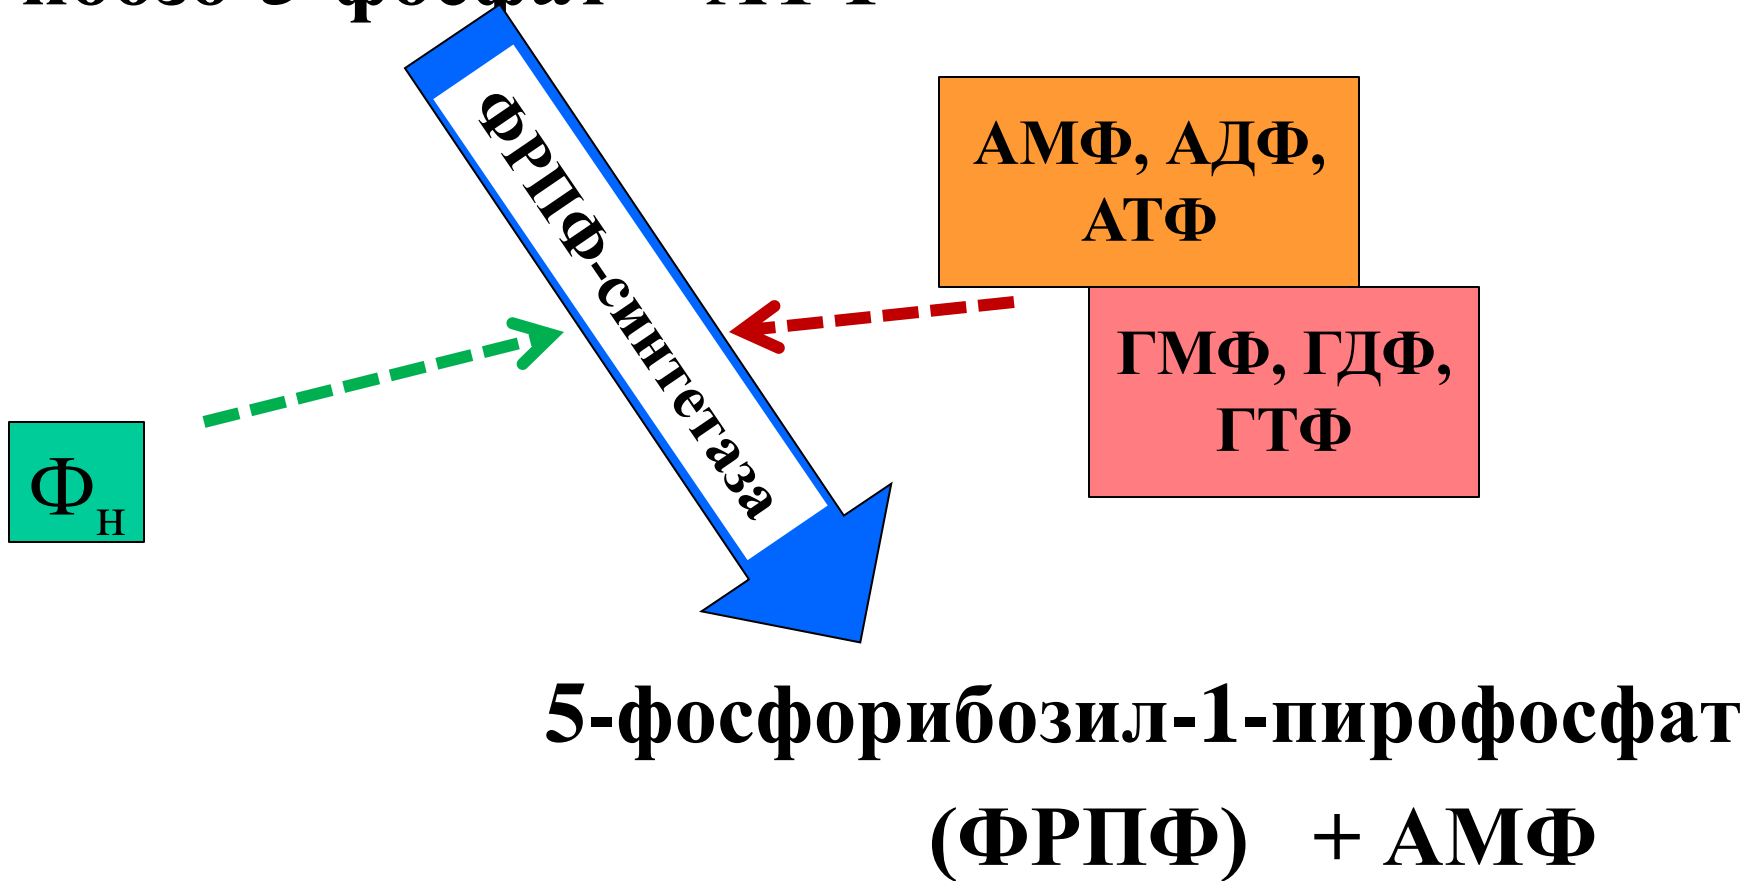 ФРПФ-синтетаза
АМФ, АДФ,
АТФ
ГМФ, ГДФ,
ГТФ
Фн
5-фосфорибозил-1-пирофосфат
(ФРПФ) + АМФ